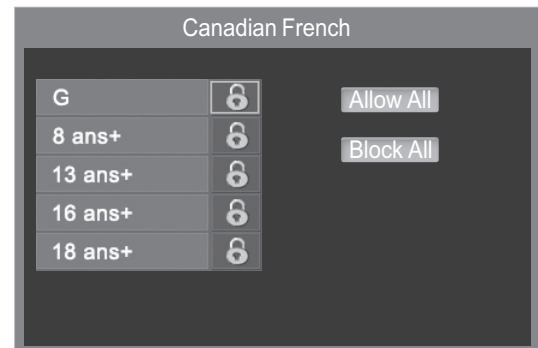 Canadian French
G
Allow All
8 ans+
Block All
13 ans+
16 ans+
18 ans+